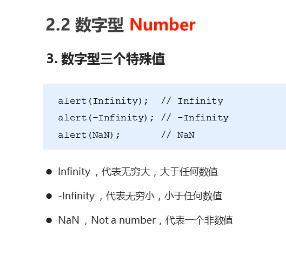 2.2 数字型 Number
3. 数字型三个特殊值
alert(Infinity);  // Infinity
alert(-Infinity); // -Infinity
alert(NaN);       // NaN
● Infinity ，代表无穷大，大于任何数值
● -Infinity ，代表无穷小，小于任何数值
● NaN ，Not a number，代表一个非数值